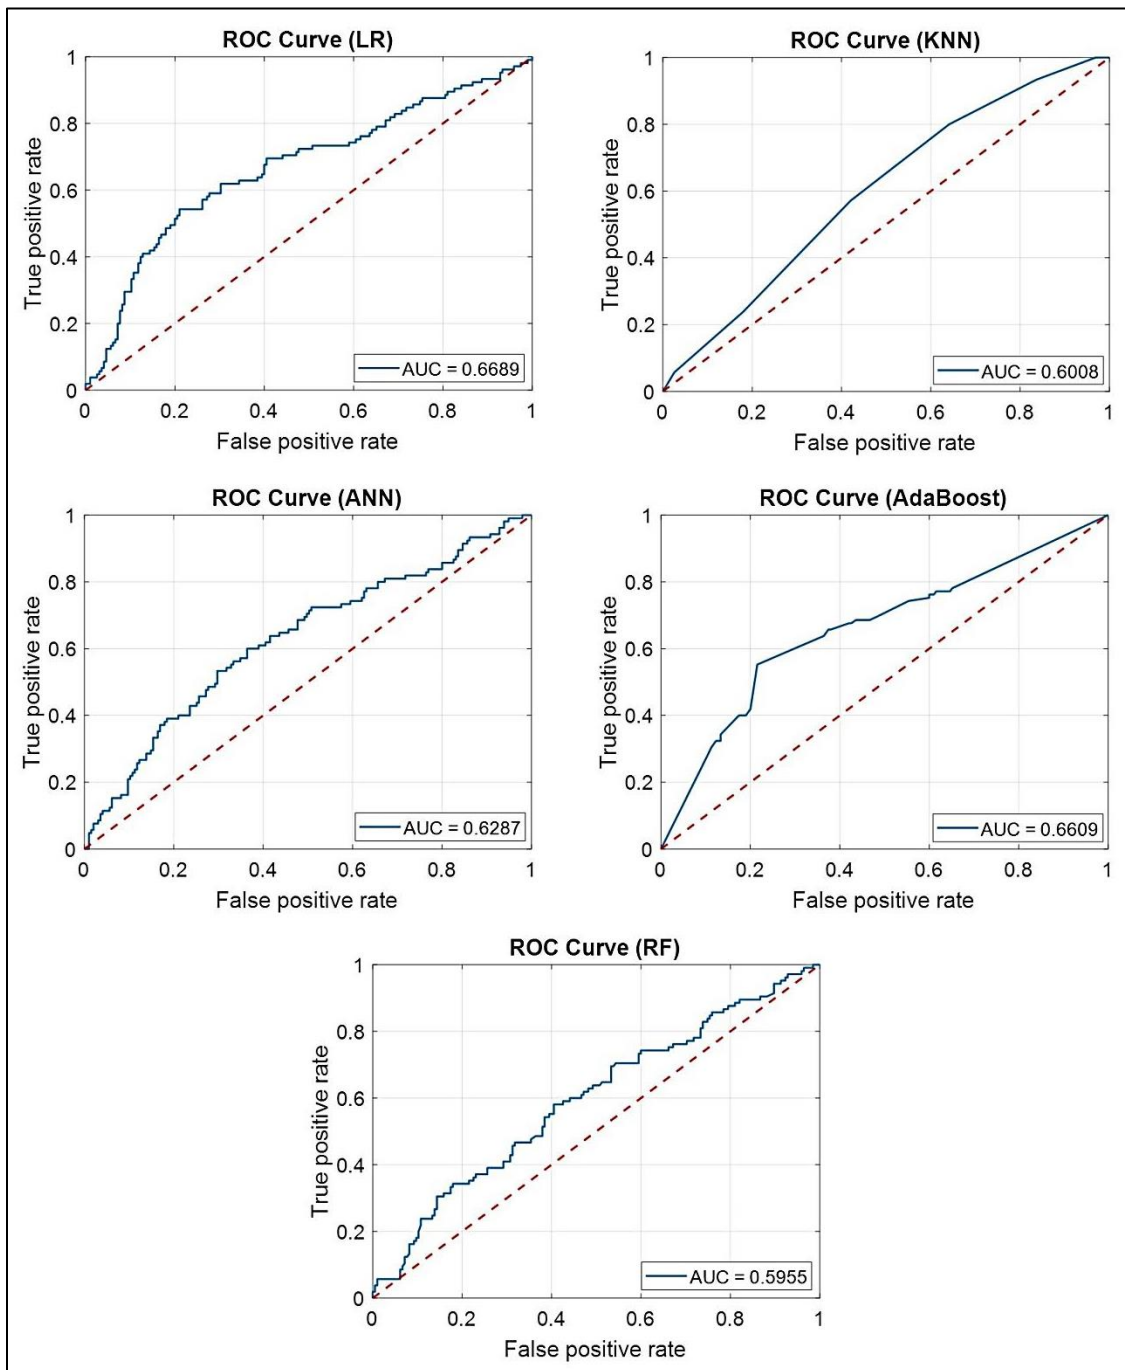 ROC Curve (LR)
True positive rate
1
0.8
0.6
0.4
0.2
0
AUC = 0.6689
0 0.2 0.4 0.6 0.8 1
False positive rate
ROC Curve (KNN)
True positive rate
1
0.8
0.6
0.4
0.2
0
AUC = 0.6008
0 0.2 0.4 0.6 0.8 1
False positive rate
ROC Curve (ANN)
True positive rate
1
0.8
0.6
0.4
0.2
0
AUC = 0.6287
0 0.2 0.4 0.6 0.8 1
False positive rate
ROC Curve (AdaBoost)
True positive rate
1
0.8
0.6
0.4
0.2
0
AUC = 0.6609
0 0.2 0.4 0.6 0.8 1
False positive rate
ROC Curve (RF)
True positive rate
1
0.8
0.6
0.4
0.2
0
AUC = 0.5955
0 0.2 0.4 0.6 0.8 1
False positive rate